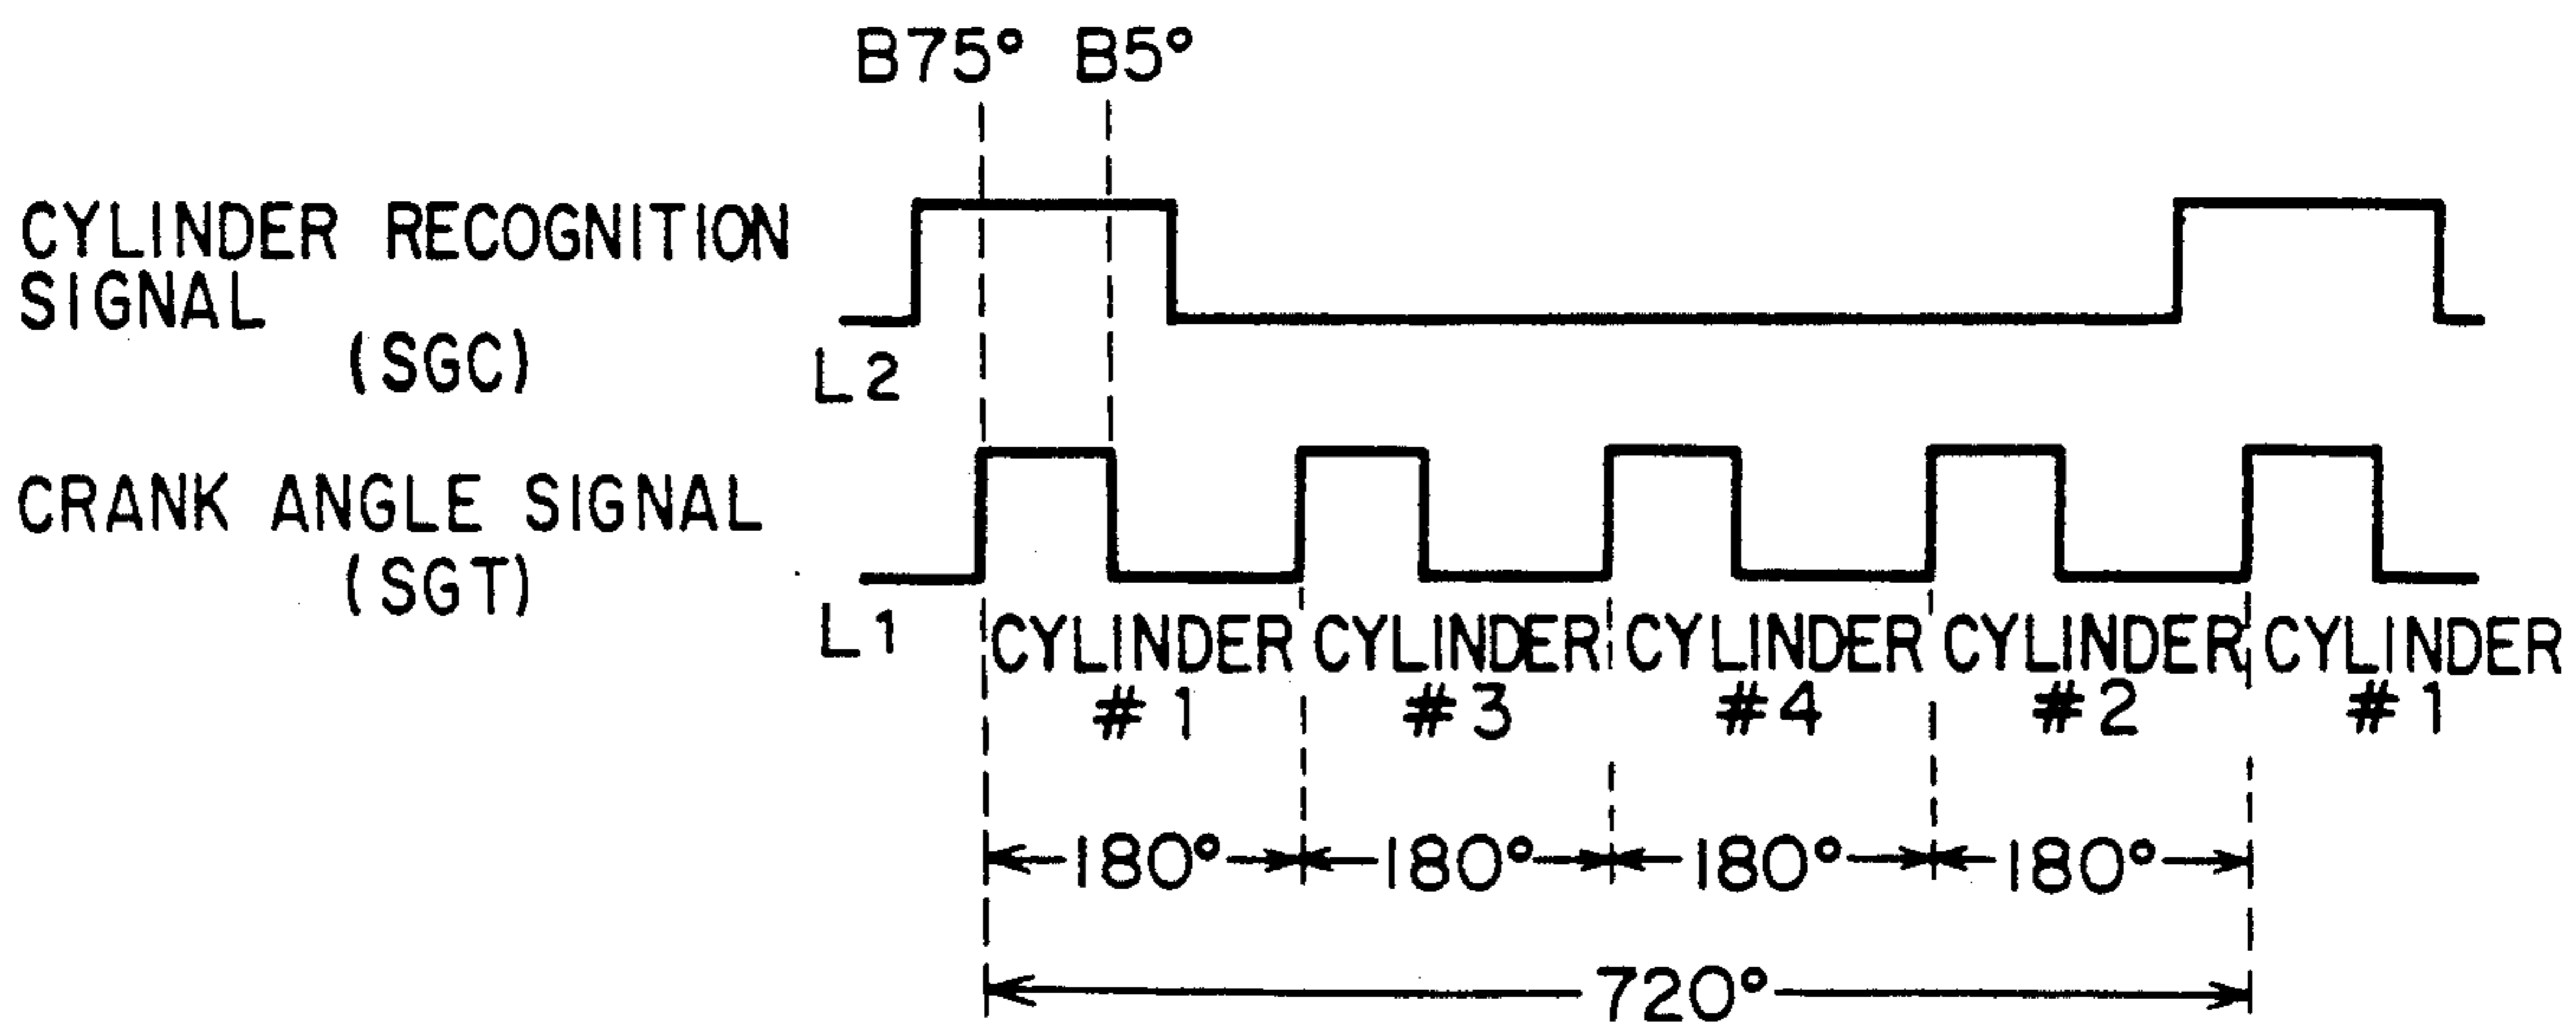 B75° B5°
CYLINDER RECOGNITION
SIGNAL
(SGC)
L2
CRANK ANGLE SIGNAL
(SGT)
L1
CYLINDER CYLINDER CYLINDER CYLINDER CYLINDER
#1 #3 #4 #2 #1
180° 180° 180° 180°
720°